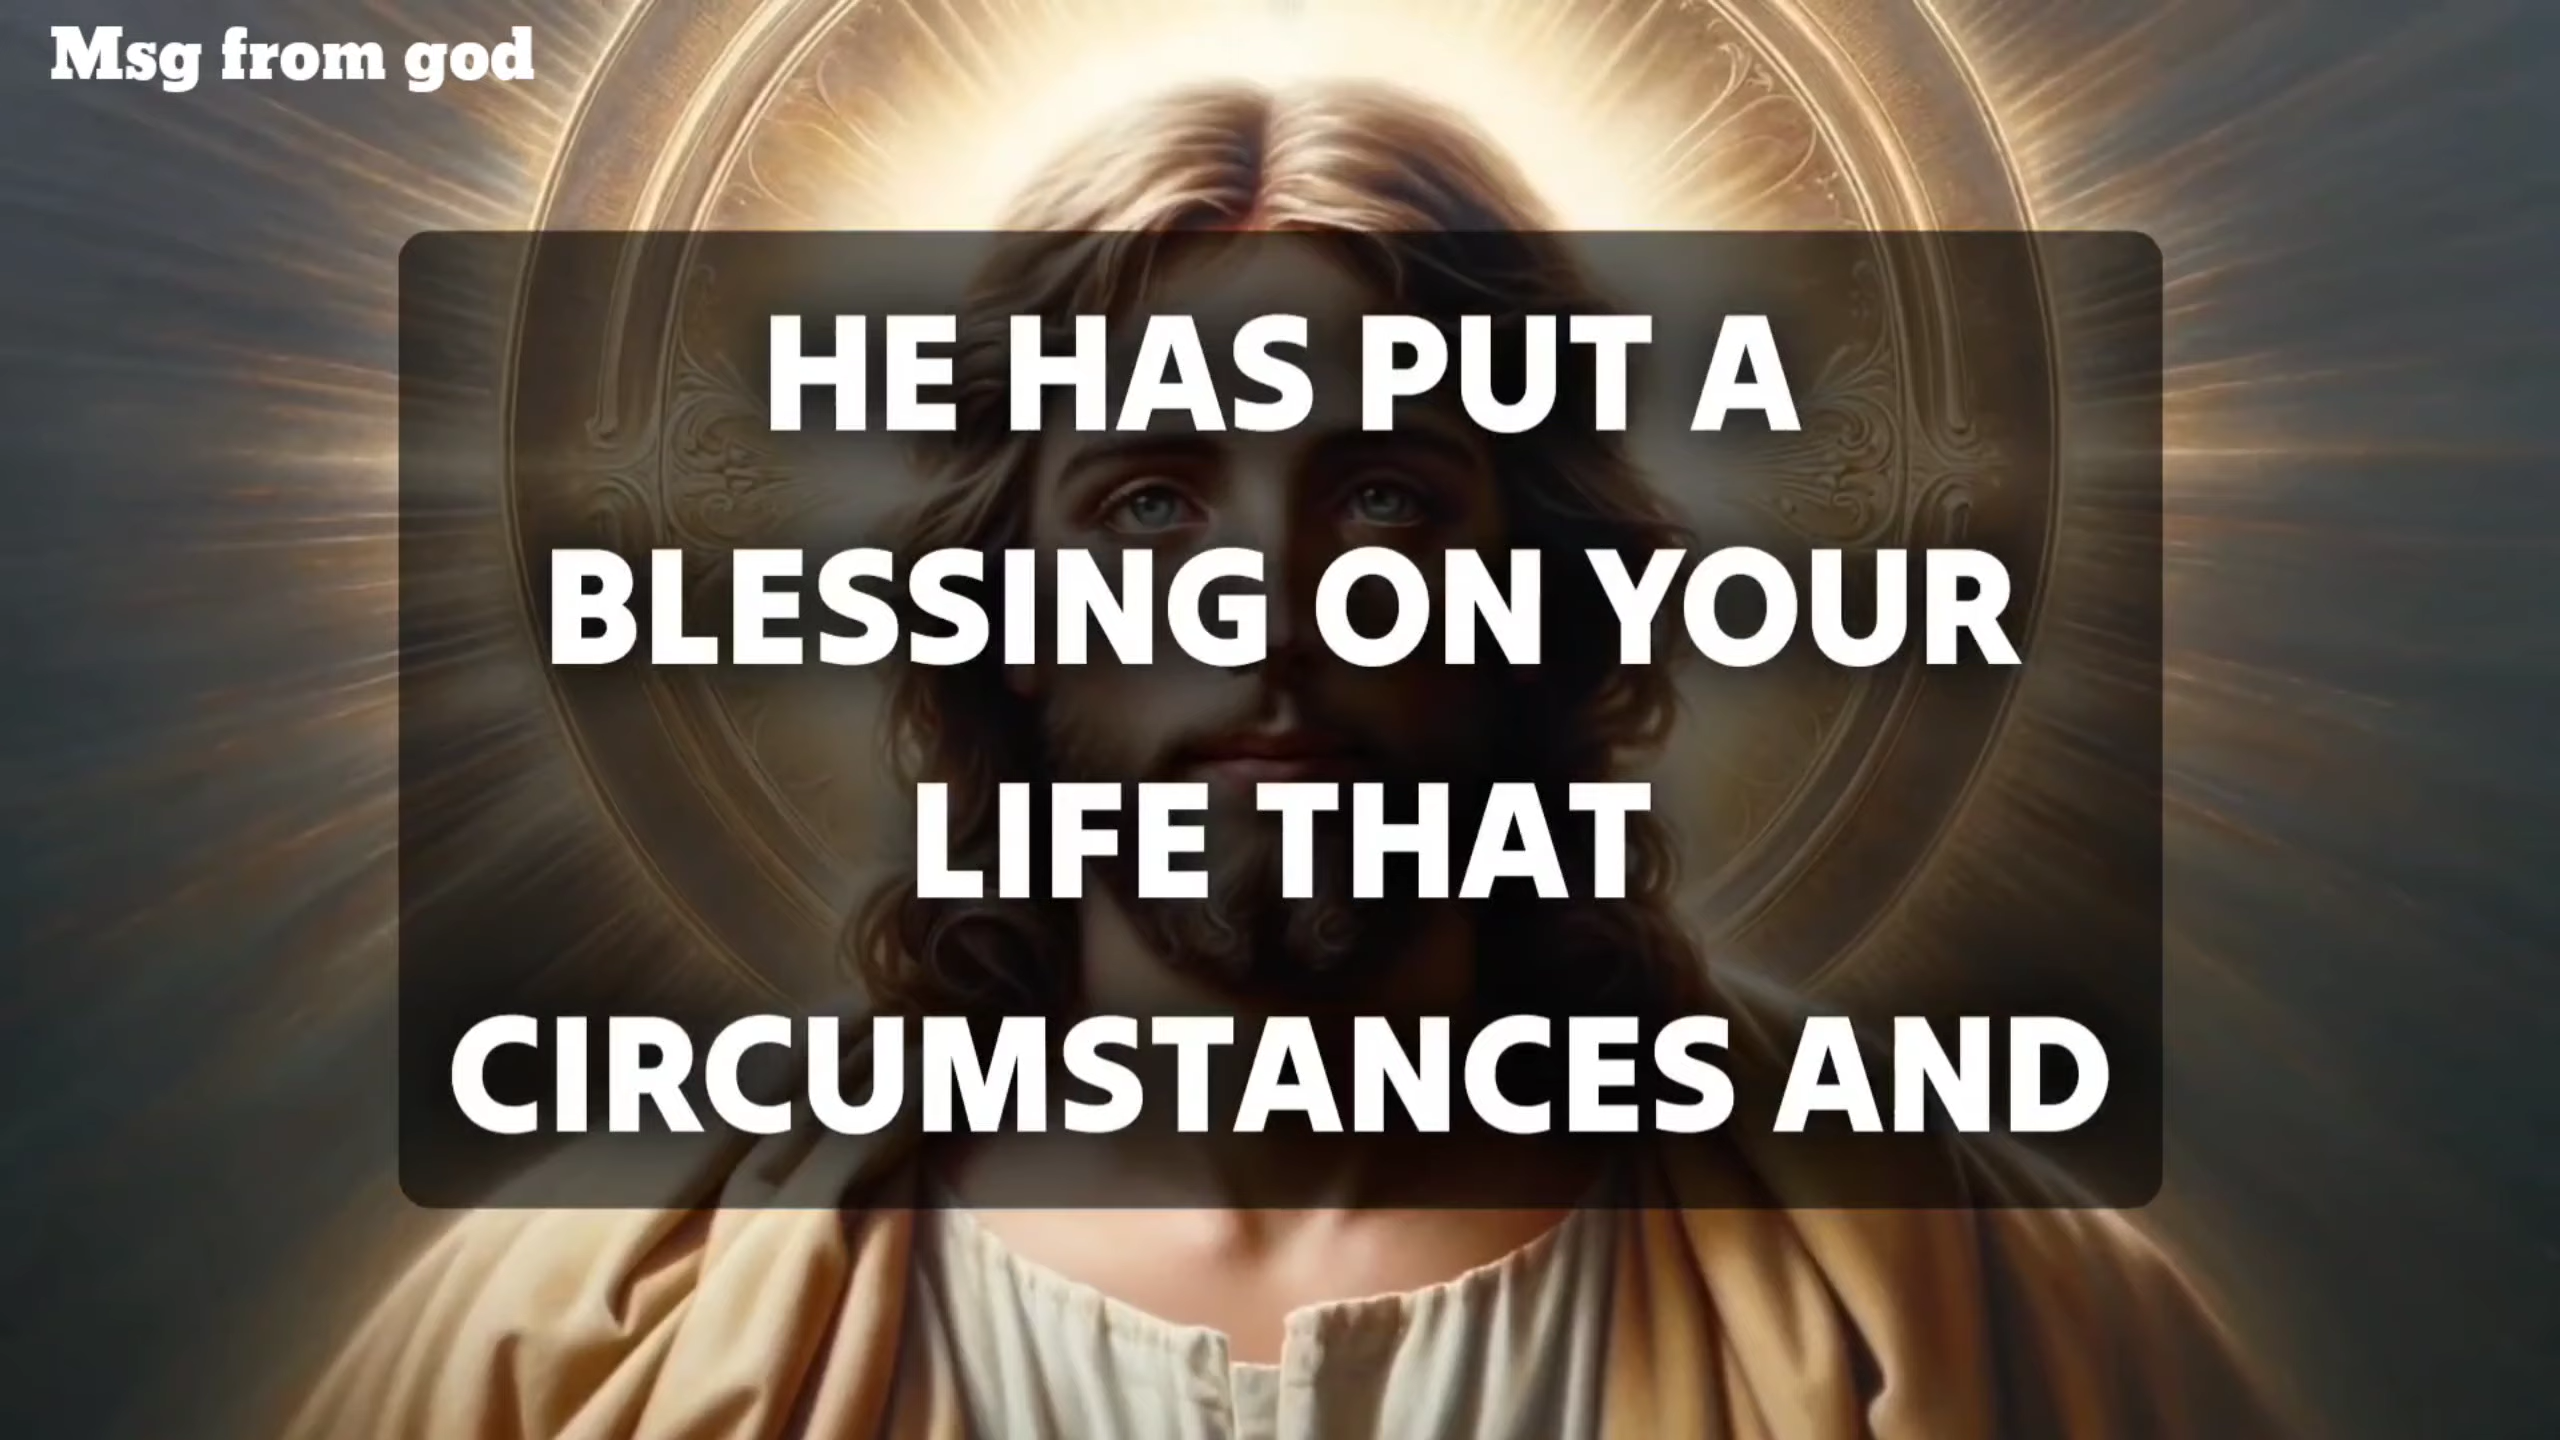 Msg from god
HE HAS PUT A
BLESSING ON YOUR
LIFE THAT
CIRCUMSTANCES AND